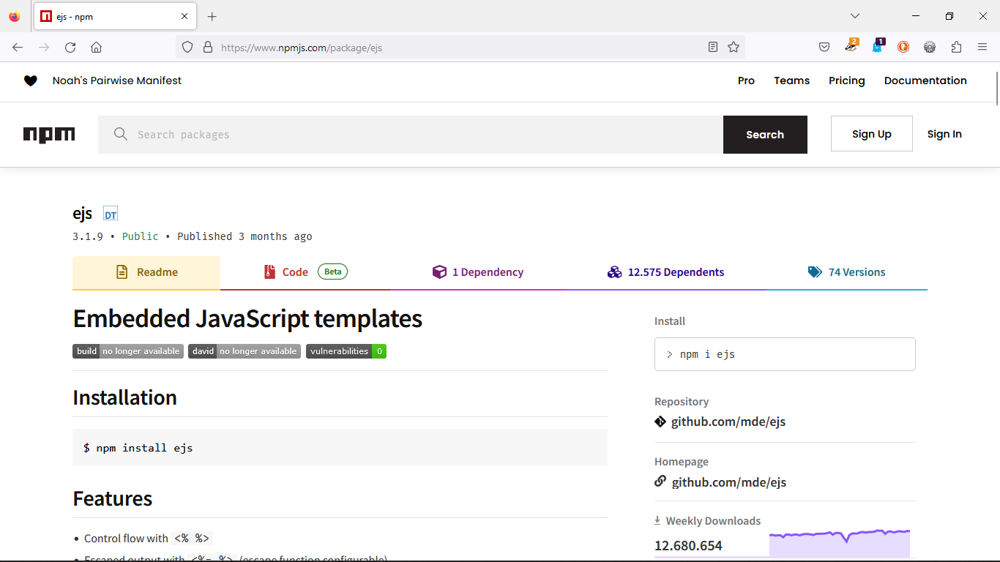 ejs - npm
https://www.npmjs.com/package/ejs
2
1
Noah's Pairwise Manifest
Pro
Teams
Pricing
Documentation
npm
Search packages
Search
Sign Up
Sign In
ejs DT
3.1.9 • Public • Published 3 months ago
Readme
Code Beta
1 Dependency
12.575 Dependents
74 Versions
Embedded JavaScript templates
build no longer available
david no longer available
vulnerabilities 0
Installation
$ npm install ejs
Features
• Control flow with <% %>
• Escaped output with <%= %> (escape function configurable)
Install
> npm i ejs
Repository
github.com/mde/ejs
Homepage
github.com/mde/ejs
Weekly Downloads
12.680.654